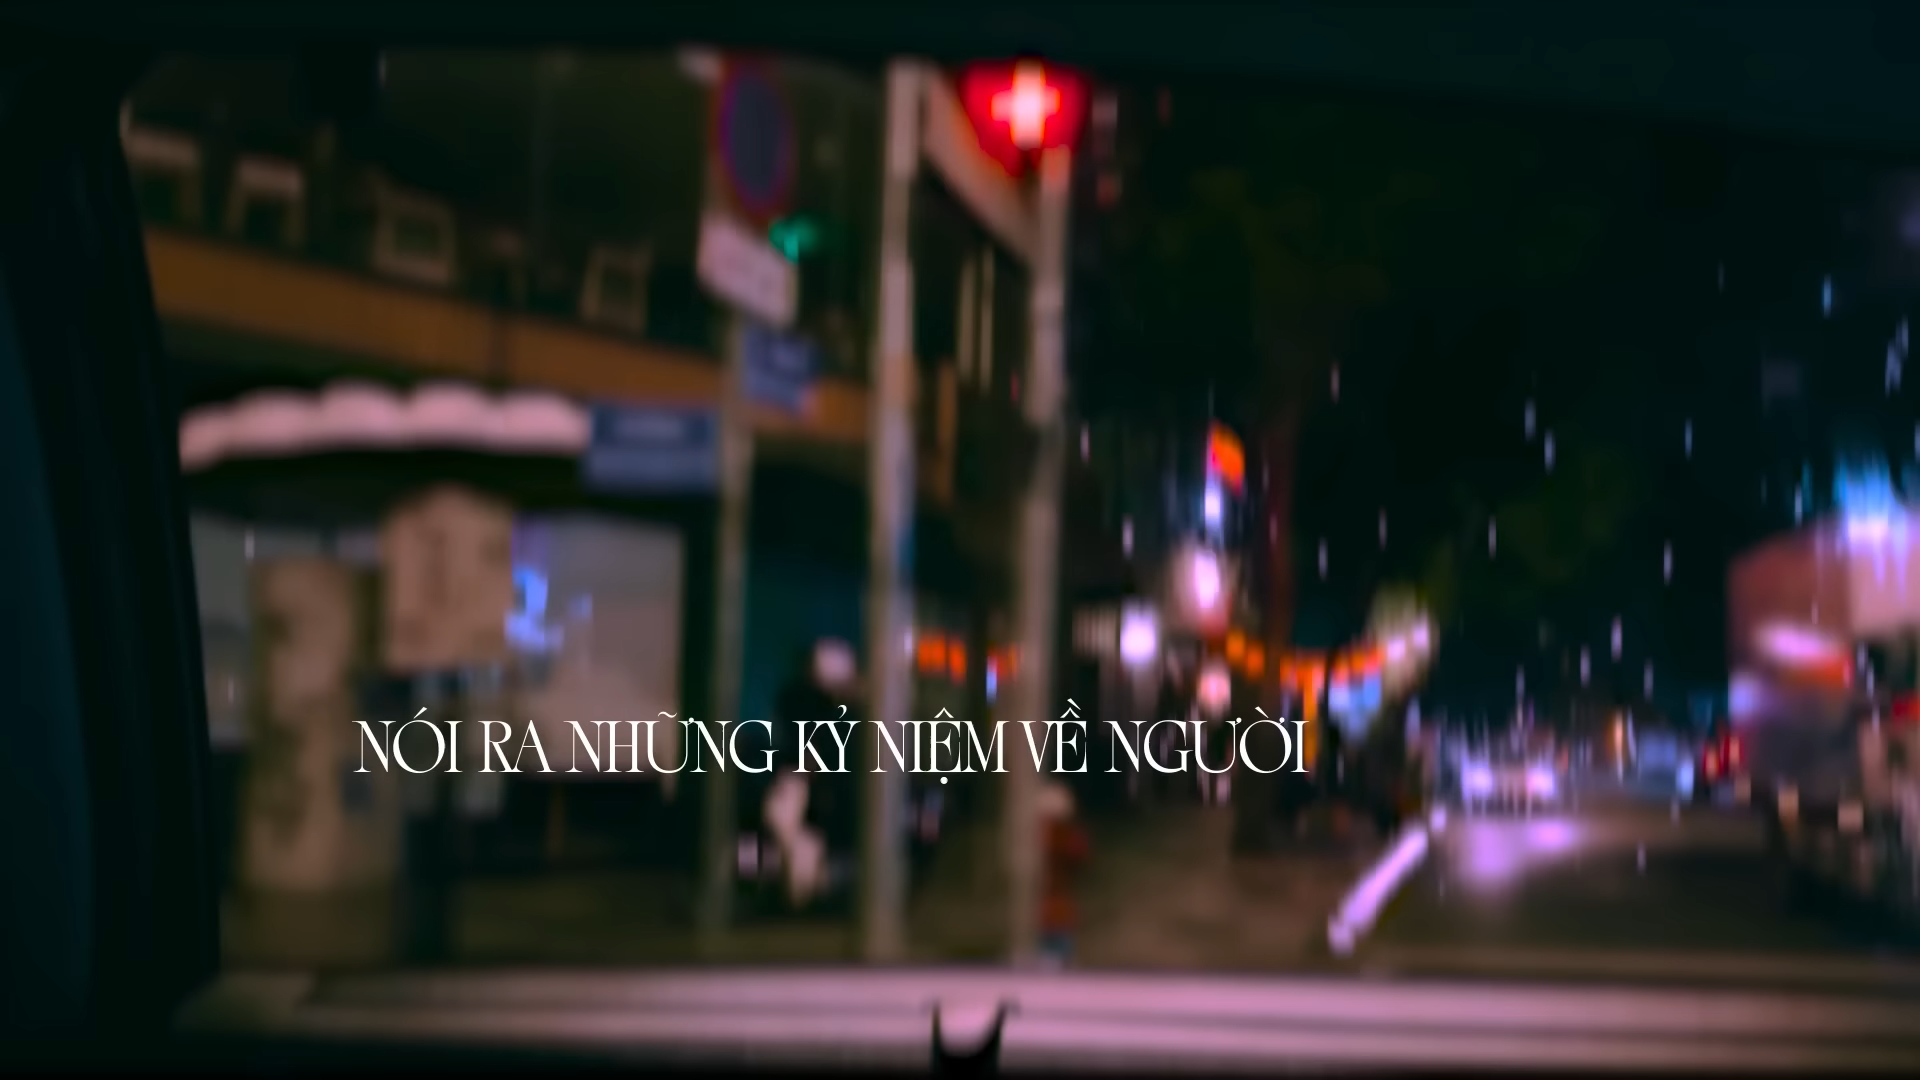 NÓI RA NHỮNG KỶ NIỆM VỀ NGƯỜI